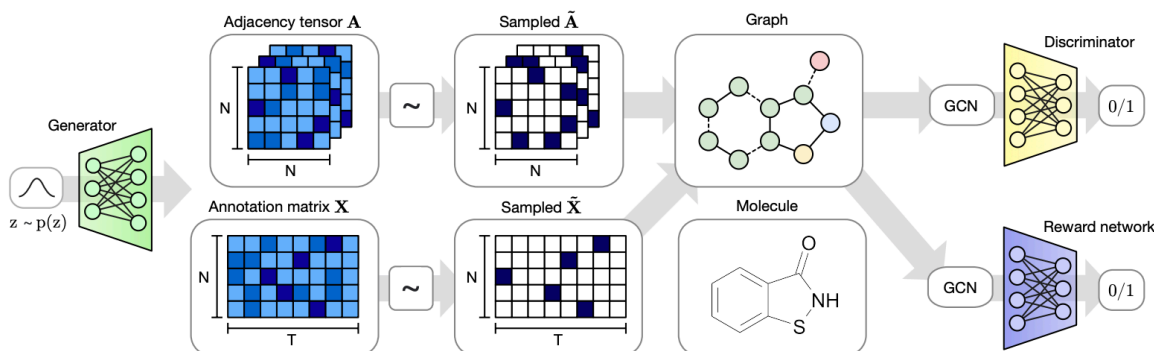 Adjacency tensor A
Sampled Ã
Graph
Discriminator
N
N
~
N
N
GCN
0/1
Generator
z ~ p(z)
Annotation matrix X
Sampled X̃
Molecule
Reward network
N
T
~
N
T
O
NH
S
GCN
0/1